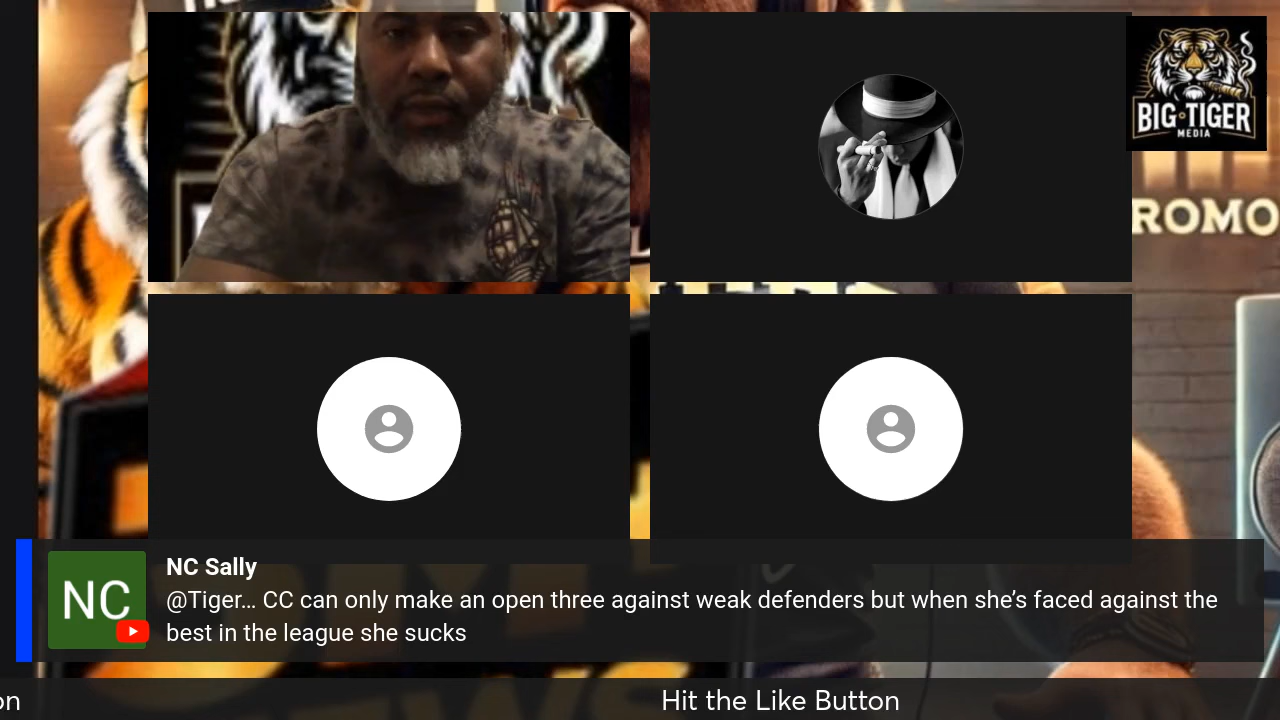 BIG TIGER
MEDIA
ROMO
NC
NC Sally
@Tiger… CC can only make an open three against weak defenders but when she’s faced against the
best in the league she sucks
on
Hit the Like Button